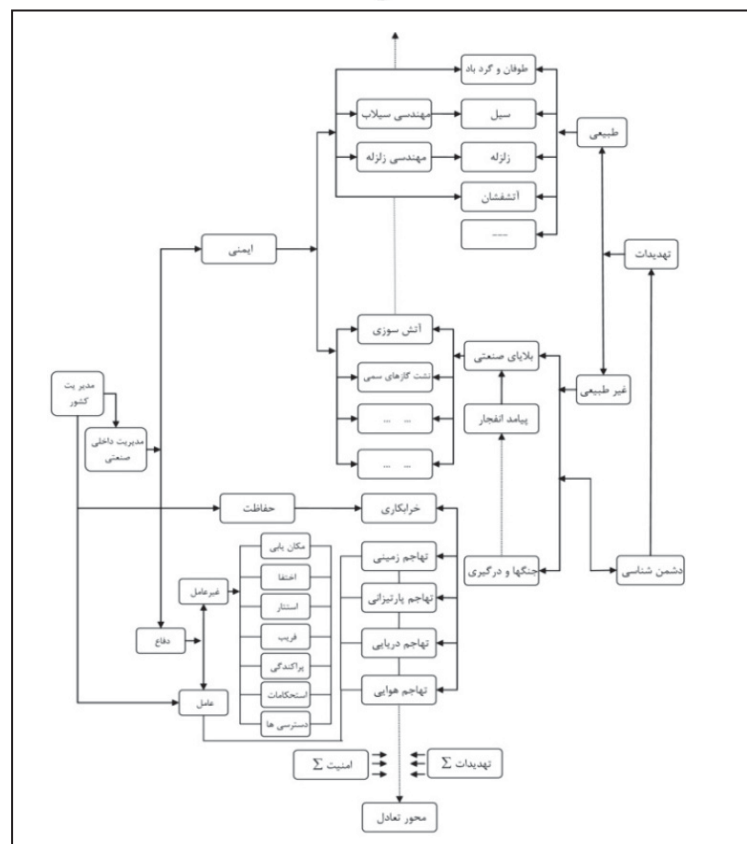 طوفان و گرد باد
سیل
مهندسی سیلاب
طبیعی
زلزله
مهندسی زلزله
آتشفشان
----
تهدیدات
ایمنی
آتش سوزی
بلایای صنعتی
نشت گازهای سمی
غیر طبیعی
مدیریت
کشور
پیامد انفجار
... ...
مدیریت داخلی
صنعتی
... ...
خرابکاری
حفاظت
مکان یابی
تهاجم زمینی
جنگها و درگیری
دشمن شناسی
اختفا
غیرعامل
تهاجم پارتیزانی
استتار
فریب
دفاع
تهاجم دریایی
پراکندگی
تهاجم هوایی
استحکامات
عامل
دسترسی ها
تهدیدات Σ
امنیت Σ
محور تعادل